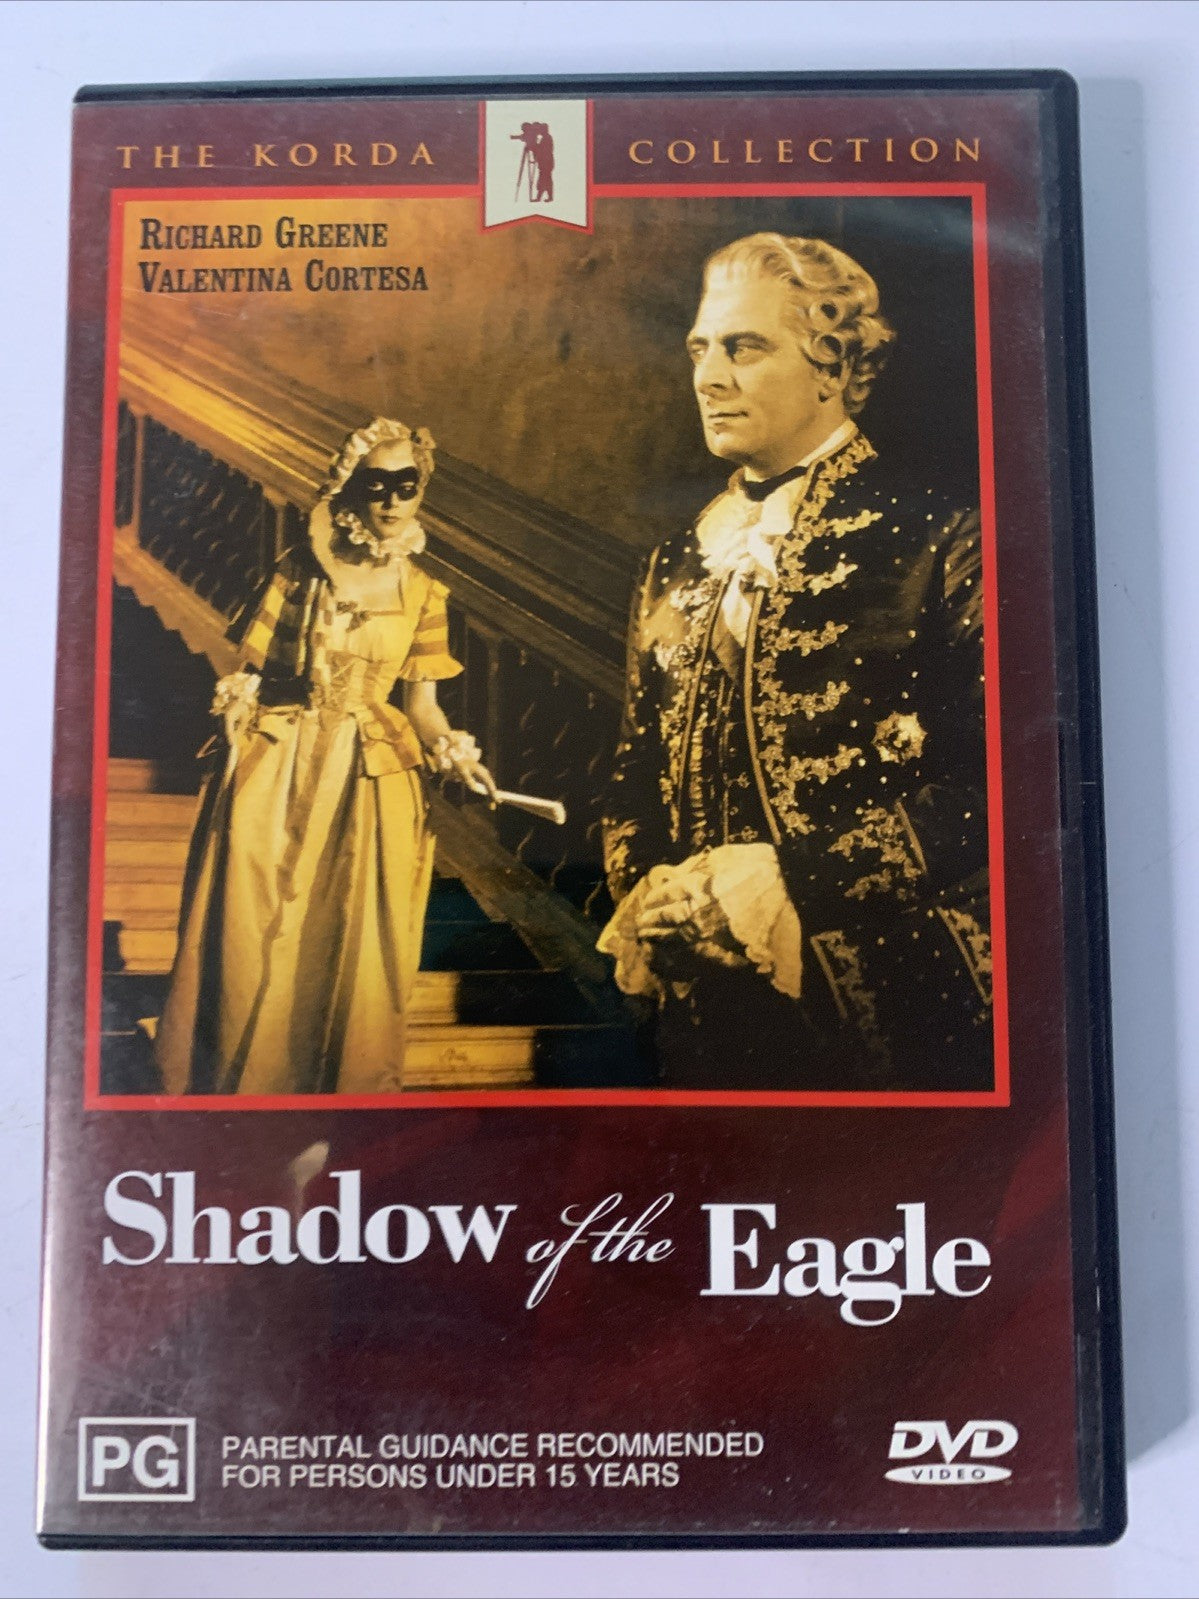 THE KORDA COLLECTION
RICHARD GREENE
VALENTINA CORTESA
Shadow of the Eagle
PG
PARENTAL GUIDANCE RECOMMENDED
FOR PERSONS UNDER 15 YEARS
DVD
VIDEO